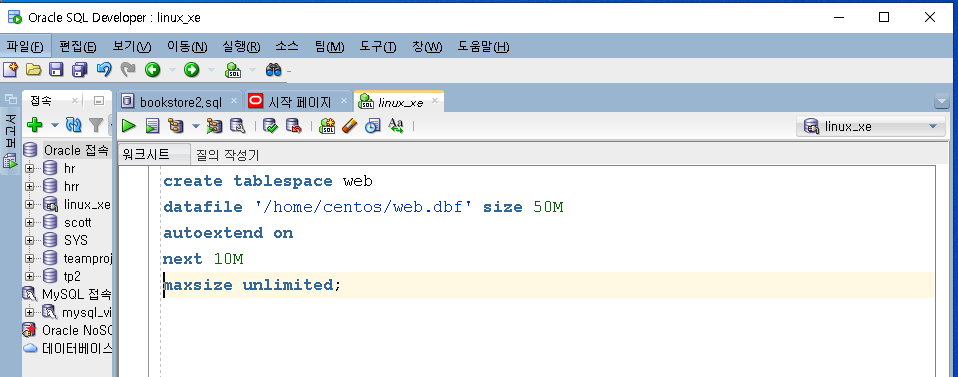 Oracle SQL Developer : linux_xe
파일(F) 편집(E) 보기(V) 이동(N) 실행(R) 소스 팀(M) 도구(T) 창(W) 도움말(H)
접속
bookstore2.sql
시작 페이지
linux_xe
linux_xe
워크시트 질의 작성기
Oracle 접속
hr
hrr
linux_xe
scott
SYS
teamproj
tp2
MySQL 접속
mysql_vi
Oracle NoSQ
데이터베이스
보고서
create tablespace web
datafile '/home/centos/web.dbf' size 50M
autoextend on
next 10M
maxsize unlimited;